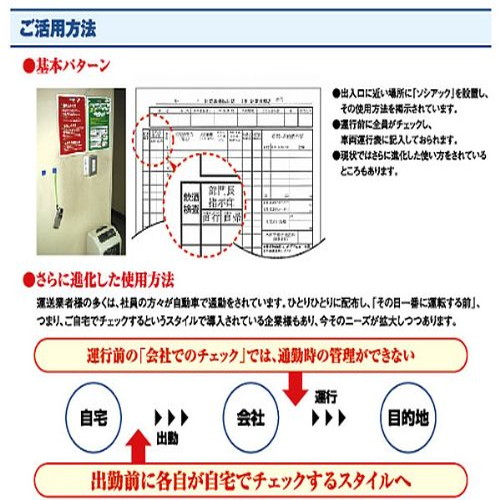 ご活用方法
●基本パターン
●出入口に近い場所に「ソシアック」を設置し、
その使用方法を掲示されています。
●運行前に全員がチェックし、
車両運行表に記入しておられます。
●現状ではさらに進化した使い方をされている
ところもあります。
飲酒
検査
部門長
指示印
直行 直帰
●さらに進化した使用方法
運送業者様の多くは、社員の方々が自動車で通勤をされています。ひとりひとりに配布し、「その日一番に運転する前」、
つまり、ご自宅でチェックするというスタイルで導入されている企業様もあり、今そのニーズが拡大しつつあります。
運行前の「会社でのチェック」では、通勤時の管理ができない
自宅
出勤
会社
運行
目的地
出勤前に各自が自宅でチェックするスタイルへ